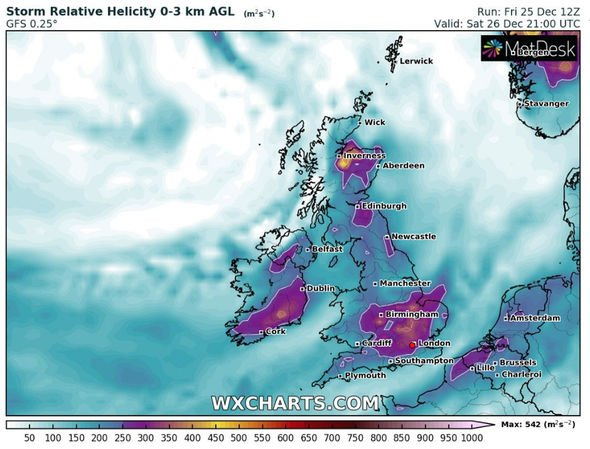 Storm Relative Helicity 0-3 km AGL (m²s⁻²)
GFS 0.25°
Run: Fri 25 Dec 12Z
Valid: Sat 26 Dec 21:00 UTC
MetDesk
Bergen
Lerwick
Stavanger
Wick
Inverness
Aberdeen
Edinburgh
Newcastle
Belfast
Dublin
Manchester
Birmingham
Amsterdam
Cork
Cardiff
London
Southampton
Brussels
Lille
Plymouth
Charleroi
WXCHARTS.COM
50 100 150 200 250 300 350 400 450 500 550 600 650 700 750 800 850 900 950 1000
Max: 542 (m²s⁻²)